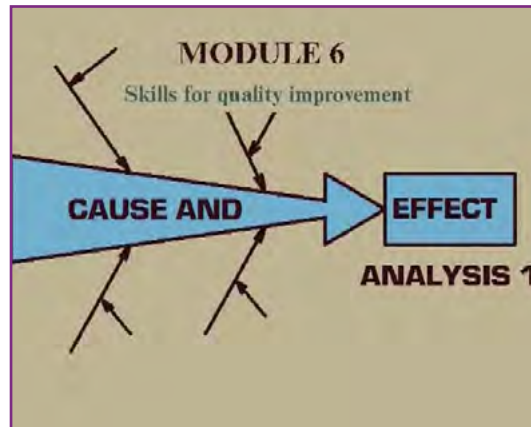 MODULE 6
Skills for quality improvement
CAUSE AND EFFECT
ANALYSIS 1